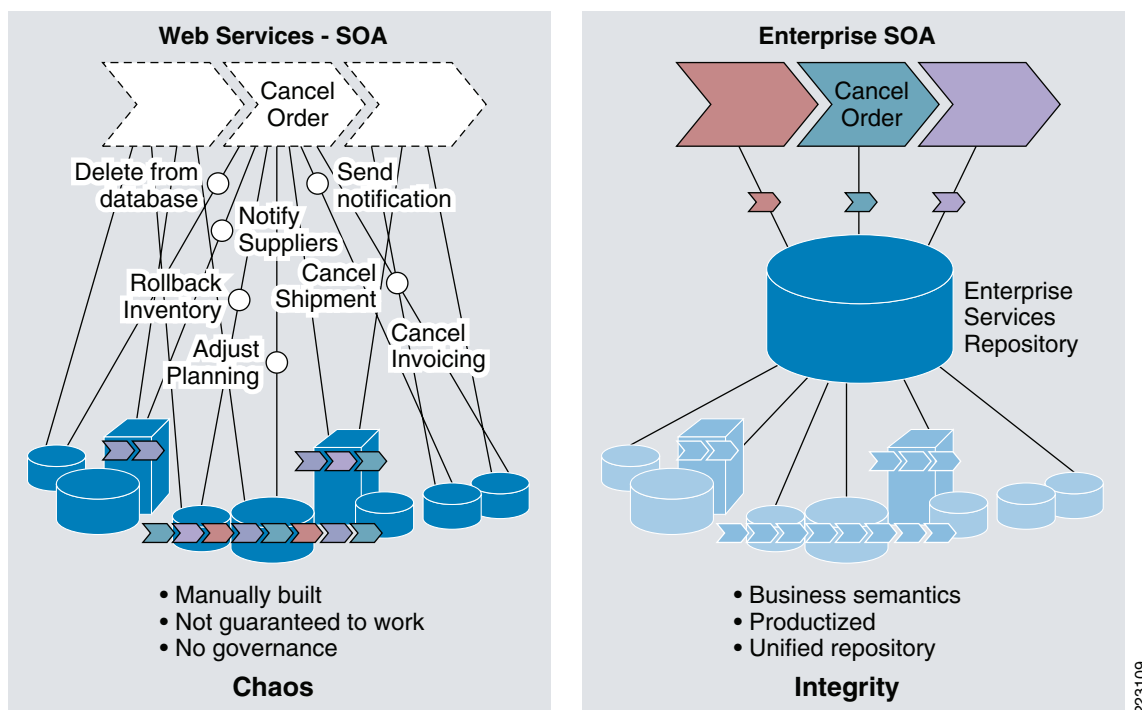 Web Services - SOA
Cancel
Order
Delete from
database
Send
notification
Notify
Suppliers
Rollback
Inventory
Cancel
Shipment
Adjust
Planning
Cancel
Invoicing
• Manually built
• Not guaranteed to work
• No governance
Chaos
Enterprise SOA
Cancel
Order
Enterprise
Services
Repository
• Business semantics
• Productized
• Unified repository
Integrity
223109